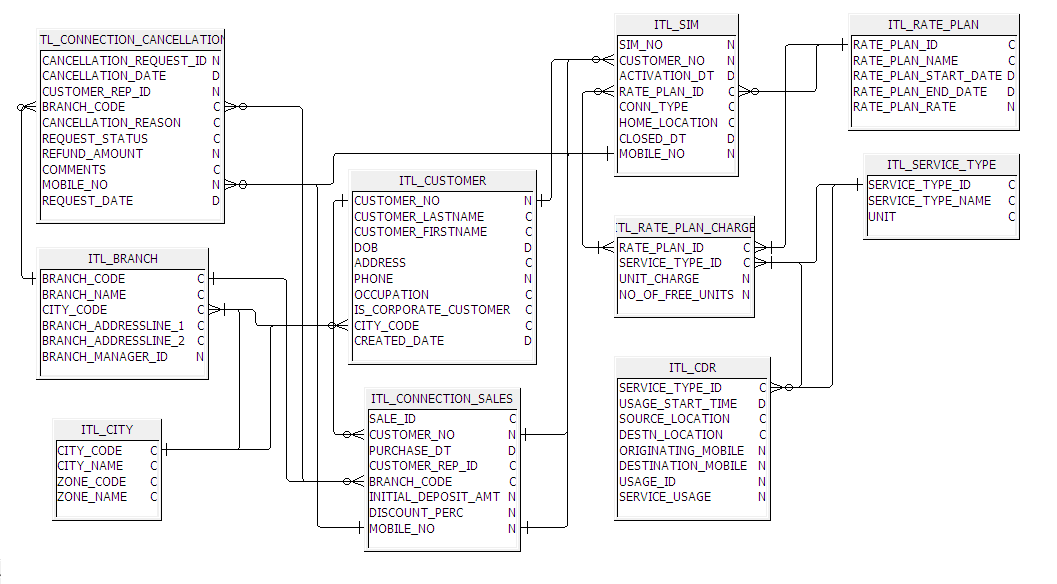 TL_CONNECTION_CANCELLATION
CANCELLATION_REQUEST_ID N
CANCELLATION_DATE D
CUSTOMER_REP_ID N
BRANCH_CODE C
CANCELLATION_REASON C
REQUEST_STATUS C
REFUND_AMOUNT N
COMMENTS C
MOBILE_NO N
REQUEST_DATE D
ITL_BRANCH
BRANCH_CODE C
BRANCH_NAME C
CITY_CODE C
BRANCH_ADDRESSLINE_1 C
BRANCH_ADDRESSLINE_2 C
BRANCH_MANAGER_ID N
ITL_CITY
CITY_CODE C
CITY_NAME C
ZONE_CODE C
ZONE_NAME C
ITL_CUSTOMER
CUSTOMER_NO N
CUSTOMER_LASTNAME C
CUSTOMER_FIRSTNAME C
DOB D
ADDRESS C
PHONE N
OCCUPATION C
IS_CORPORATE_CUSTOMER C
CITY_CODE C
CREATED_DATE D
ITL_CONNECTION_SALES
SALE_ID C
CUSTOMER_NO N
PURCHASE_DT D
CUSTOMER_REP_ID C
BRANCH_CODE C
INITIAL_DEPOSIT_AMT N
DISCOUNT_PERC N
MOBILE_NO N
ITL_SIM
SIM_NO N
CUSTOMER_NO N
ACTIVATION_DT D
RATE_PLAN_ID C
CONN_TYPE C
HOME_LOCATION C
CLOSED_DT D
MOBILE_NO N
ITL_RATE_PLAN_CHARGE
RATE_PLAN_ID C
SERVICE_TYPE_ID C
UNIT_CHARGE N
NO_OF_FREE_UNITS N
ITL_CDR
SERVICE_TYPE_ID C
USAGE_START_TIME D
SOURCE_LOCATION C
DESTN_LOCATION C
ORIGINATING_MOBILE N
DESTINATION_MOBILE N
USAGE_ID N
SERVICE_USAGE N
ITL_RATE_PLAN
RATE_PLAN_ID C
RATE_PLAN_NAME C
RATE_PLAN_START_DATE D
RATE_PLAN_END_DATE D
RATE_PLAN_RATE N
ITL_SERVICE_TYPE
SERVICE_TYPE_ID C
SERVICE_TYPE_NAME C
UNIT C